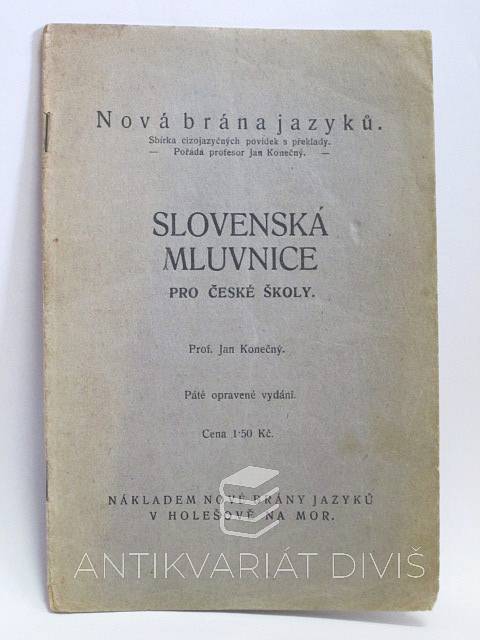 Nová brána jazyků.
Sbírka cizojazyčných povídek s překlady.
— Pořádá profesor Jan Konečný. —
SLOVENSKÁ
MLUVNICE
PRO ČESKÉ ŠKOLY.
Prof. Jan Konečný.
Páté opravené vydání.
Cena 1·50 Kč.
NÁKLADEM NOVÉ BRÁNY JAZYKŮ
V HOLEŠOVĚ NA MOR.
ANTIKVARIÁT DIVIŠ